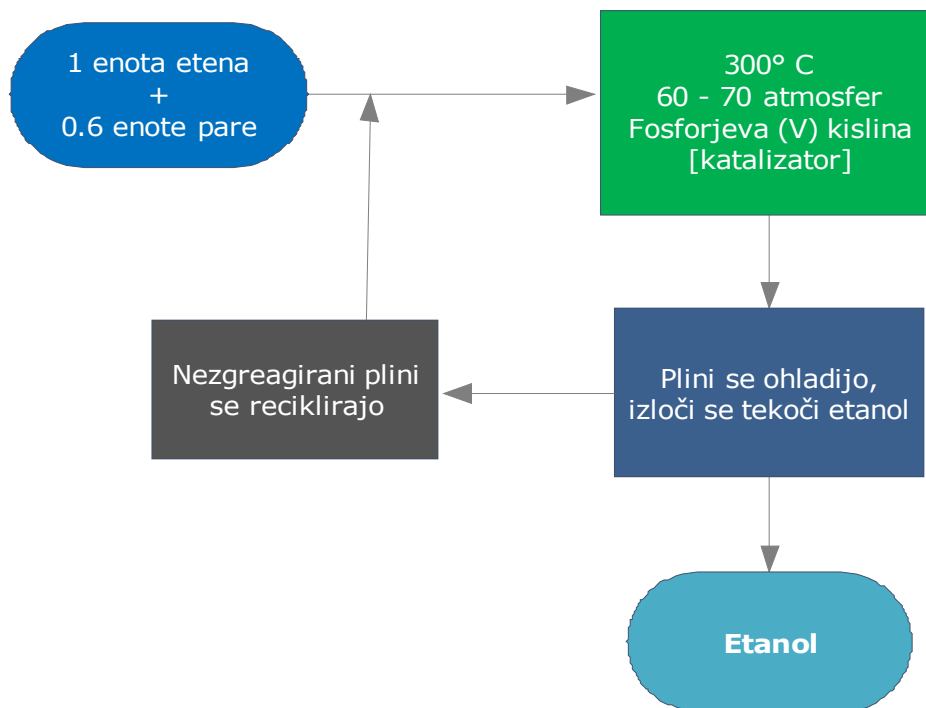 1 enota etena
+
0.6 enote pare
300° C
60 - 70 atmosfer
Fosforjeva (V) kislina
[katalizator]
Nezgreagirani plini
se reciklirajo
Plini se ohladijo,
izloči se tekoči etanol
Etanol